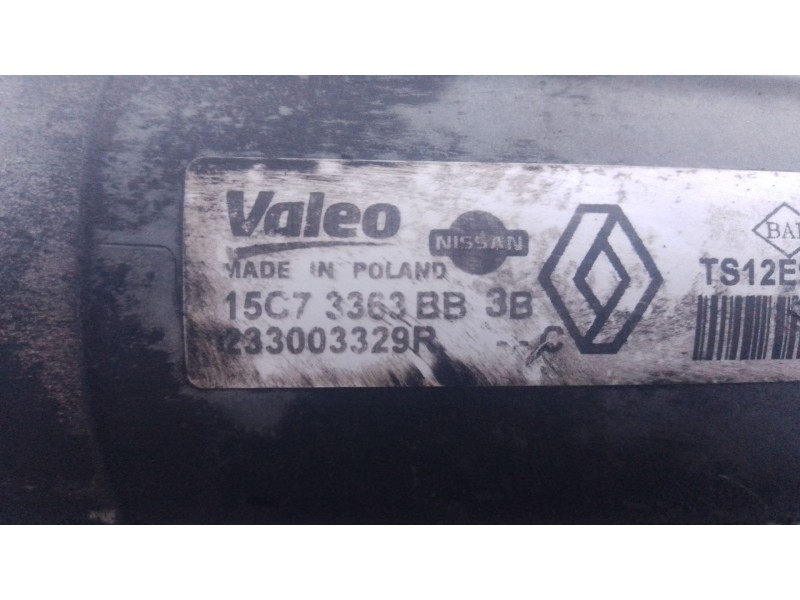 Valeo
NISSAN
MADE IN POLAND
15C7 3363 BB 3B
233003329R -- C
TS12E